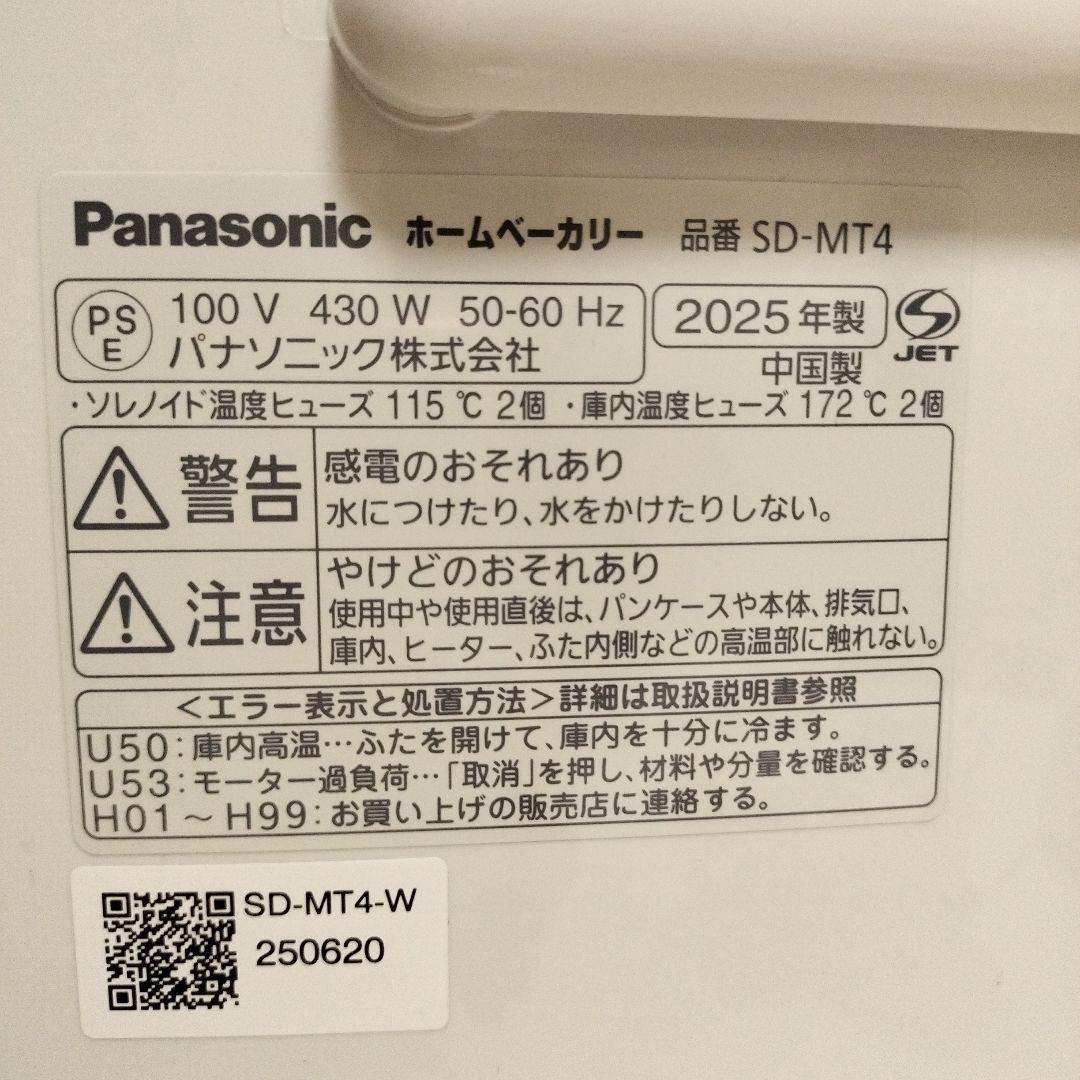 Panasonic ホームベーカリー 品番 SD-MT4
PS E 100 V 430 W 50-60 Hz
パナソニック株式会社
2025年製
中国製
JET
・ソレノイド温度ヒューズ 115 ℃ 2個 ・庫内温度ヒューズ 172 ℃ 2個
警告
感電のおそれあり
水につけたり、水をかけたりしない。
注意
やけどのおそれあり
使用中や使用直後は、パンケースや本体、排気口、
庫内、ヒーター、ふた内側などの高温部に触れない。
＜エラー表示と処置方法＞詳細は取扱説明書参照
U50：庫内高温…ふたを開けて、庫内を十分に冷ます。
U53：モーター過負荷…「取消」を押し、材料や分量を確認する。
H01～H99：お買い上げの販売店に連絡する。
SD-MT4-W
250620